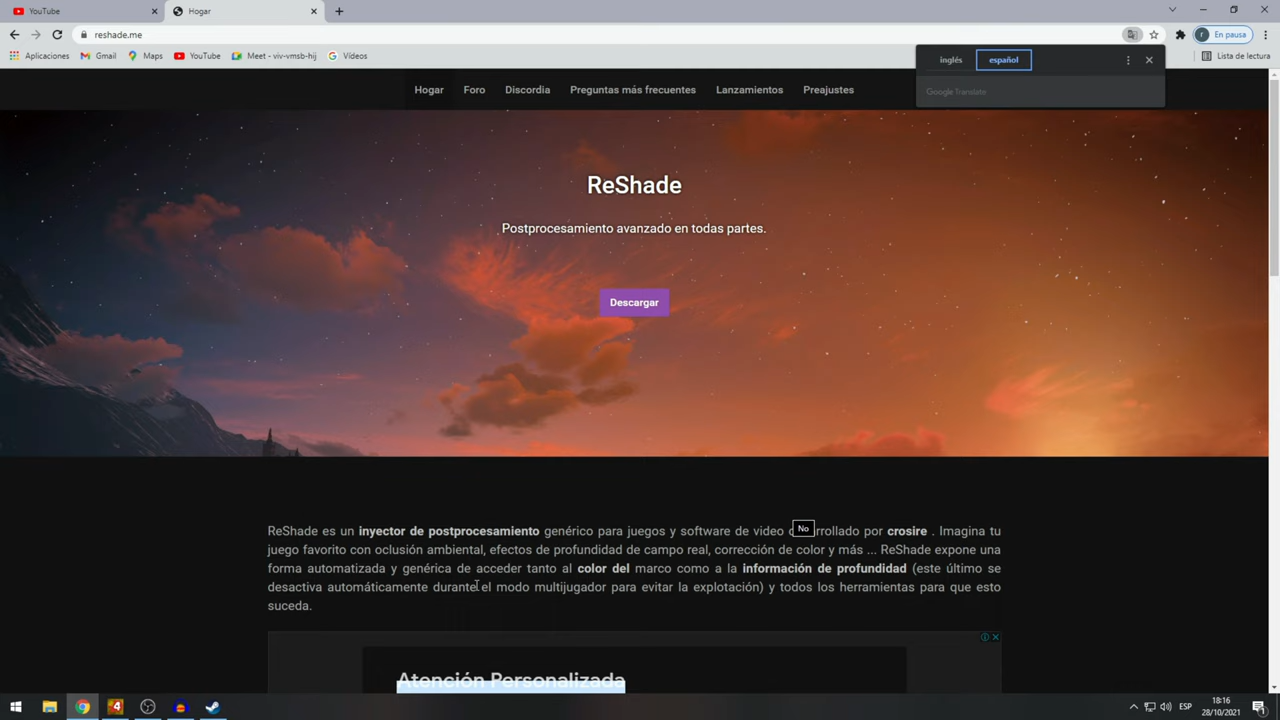 YouTube
Hogar
reshade.me
En pausa
Aplicaciones
Gmail
Maps
YouTube
Meet - viv-vmsb-hij
Vídeos
Lista de lectura
inglés
español
Google Translate
Hogar
Foro
Discordia
Preguntas más frecuentes
Lanzamientos
Preajustes
ReShade
Postprocesamiento avanzado en todas partes.
Descargar
No
ReShade es un inyector de postprocesamiento genérico para juegos y software de video rrollado por crosire . Imagina tu
juego favorito con oclusión ambiental, efectos de profundidad de campo real, corrección de color y más ... ReShade expone una
forma automatizada y genérica de acceder tanto al color del marco como a la información de profundidad (este último se
desactiva automáticamente durante el modo multijugador para evitar la explotación) y todos los herramientas para que esto
suceda.
Atención Personalizada
4
ESP
18:16
28/10/2021
1